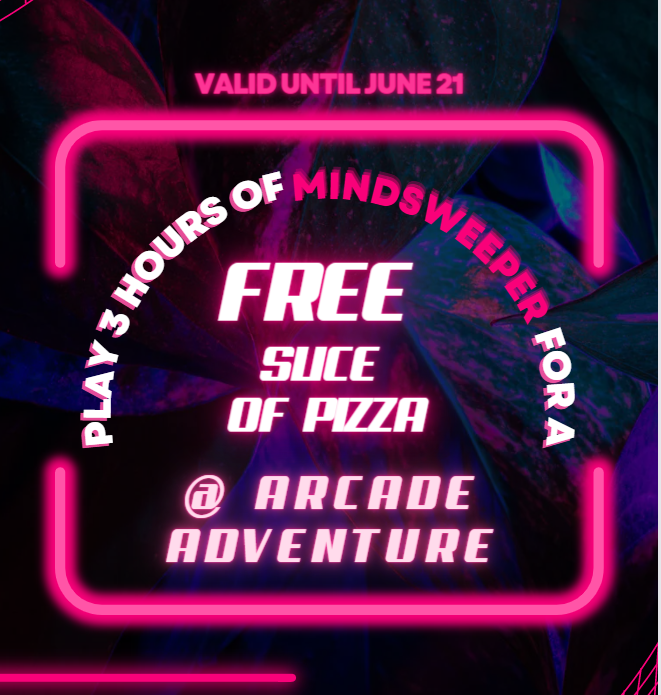 VALID UNTIL JUNE 21
PLAY 3 HOURS OF MINDSWEEPER FOR A
FREE
SLICE
OF PIZZA
@ ARCADE
ADVENTURE